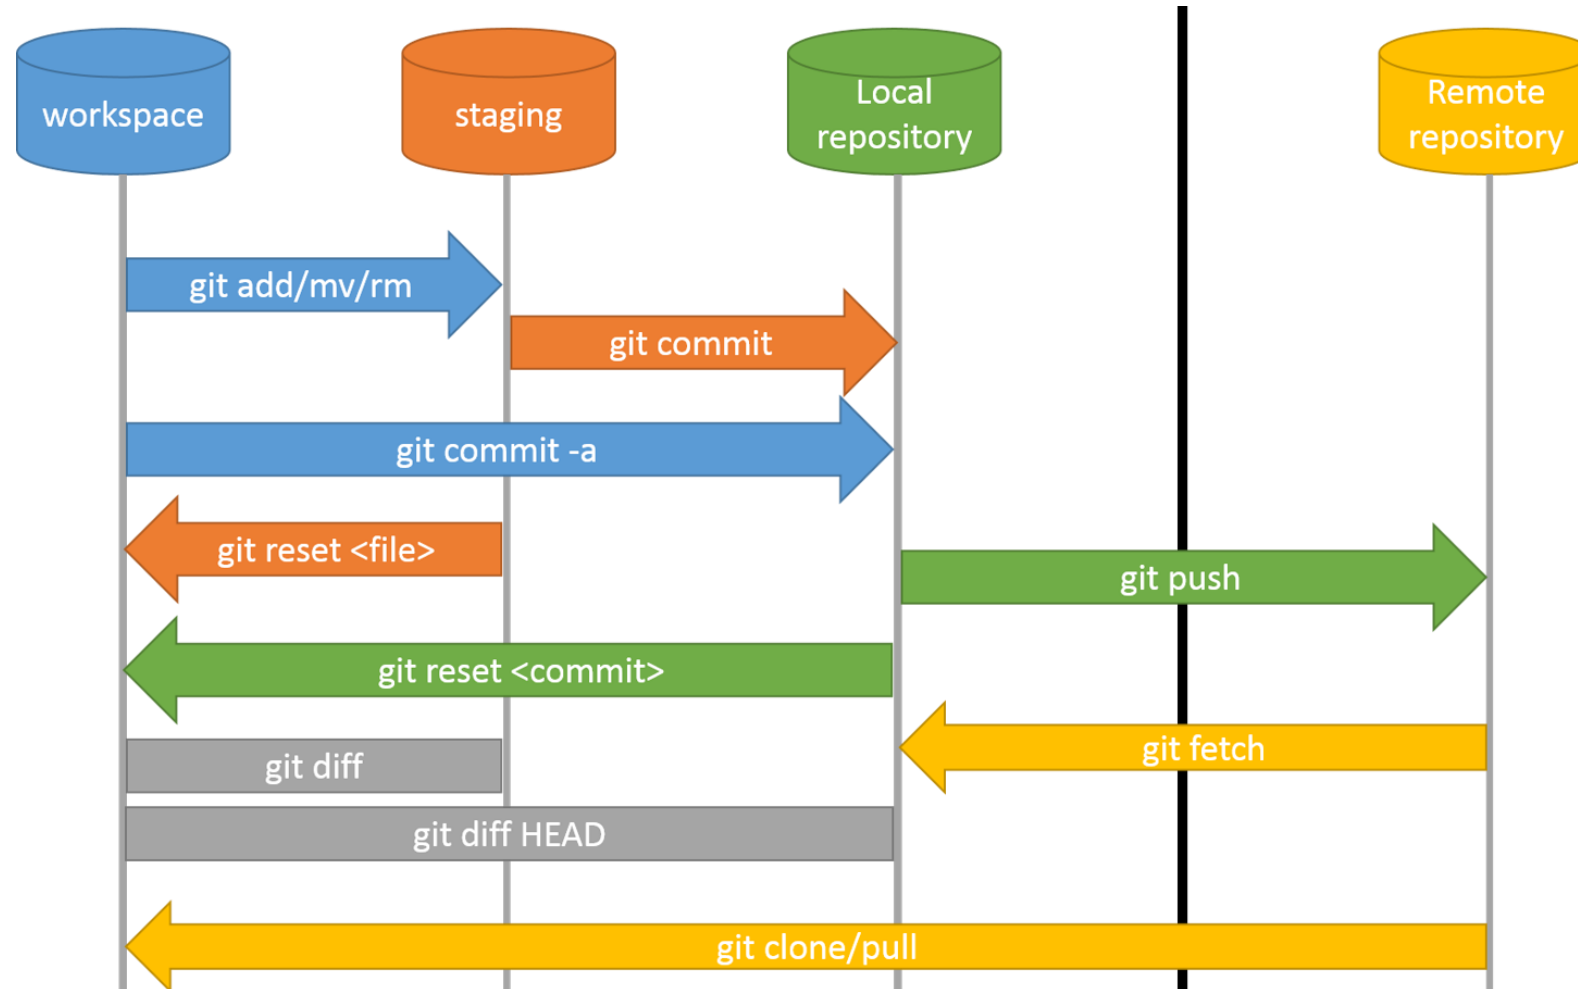 workspace
staging
Local
repository
Remote
repository
git add/mv/rm
git commit
git commit -a
git reset <file>
git push
git reset <commit>
git fetch
git diff
git diff HEAD
git clone/pull